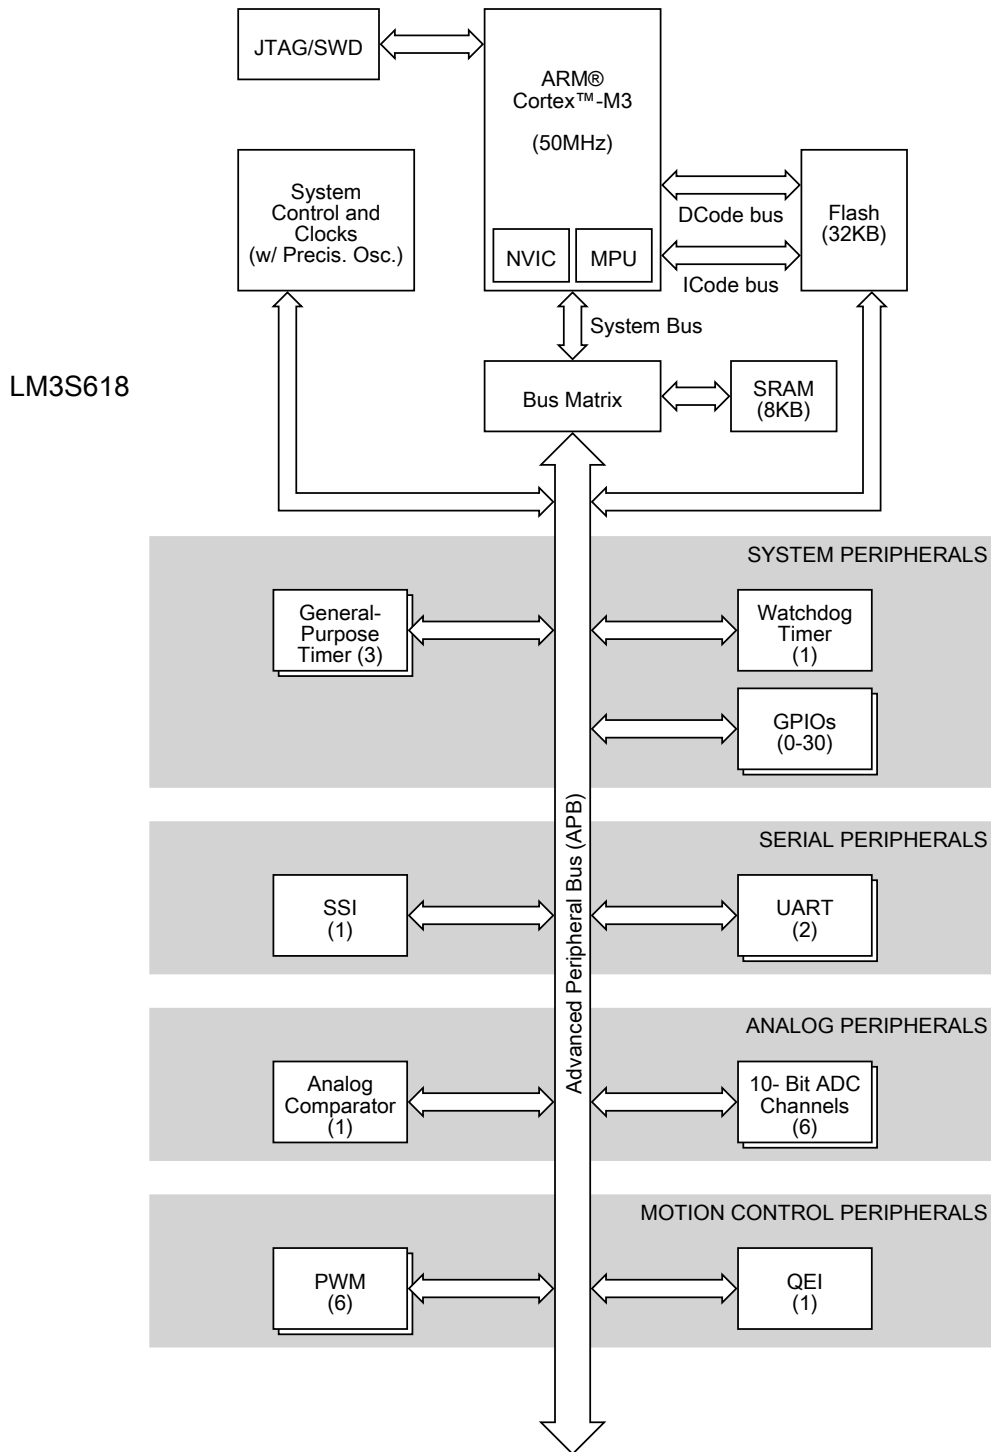 JTAG/SWD
ARM®
Cortex™-M3
(50MHz)
System
Control and
Clocks
(w/ Precis. Osc.)
NVIC
MPU
DCode bus
ICode bus
Flash
(32KB)
System Bus
LM3S618
Bus Matrix
SRAM
(8KB)
SYSTEM PERIPHERALS
General-
Purpose
Timer (3)
Watchdog
Timer
(1)
GPIOs
(0-30)
Advanced Peripheral Bus (APB)
SERIAL PERIPHERALS
SSI
(1)
UART
(2)
ANALOG PERIPHERALS
Analog
Comparator
(1)
10- Bit ADC
Channels
(6)
MOTION CONTROL PERIPHERALS
PWM
(6)
QEI
(1)